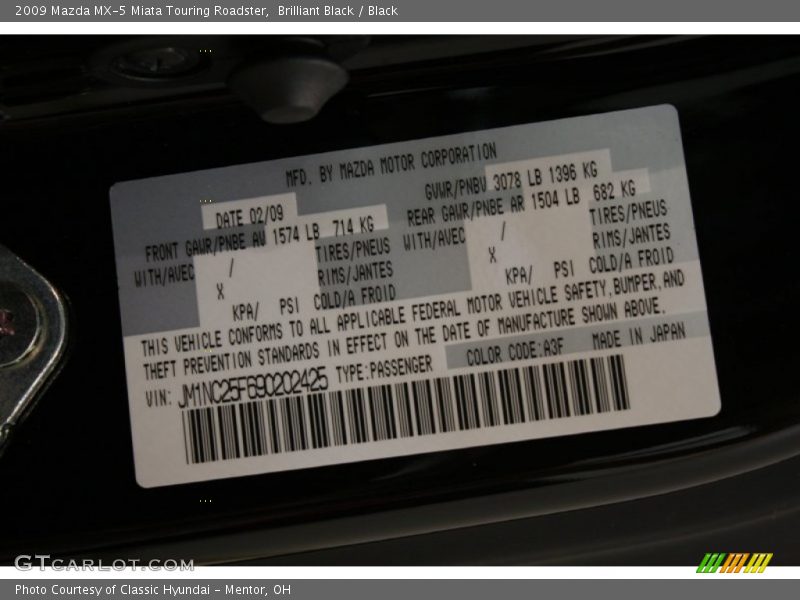 2009 Mazda MX-5 Miata Touring Roadster,  Brilliant Black / Black
MFD. BY MAZDA MOTOR CORPORATION
DATE 02/09
GVWR/PNBV 3078 LB 1396 KG
FRONT GAWR/PNBE AV 1574 LB 714 KG
REAR GAWR/PNBE AR 1504 LB 682 KG
WITH/AVEC / TIRES/PNEUS
WITH/AVEC / TIRES/PNEUS
X RIMS/JANTES
X RIMS/JANTES
KPA/ PSI COLD/A FROID
KPA/ PSI COLD/A FROID
THIS VEHICLE CONFORMS TO ALL APPLICABLE FEDERAL MOTOR VEHICLE SAFETY, BUMPER, AND
THEFT PREVENTION STANDARDS IN EFFECT ON THE DATE OF MANUFACTURE SHOWN ABOVE.
VIN: JM1NC25F690202425 TYPE:PASSENGER COLOR CODE:A3F MADE IN JAPAN
GTCARLOT.COM
Photo Courtesy of Classic Hyundai - Mentor, OH